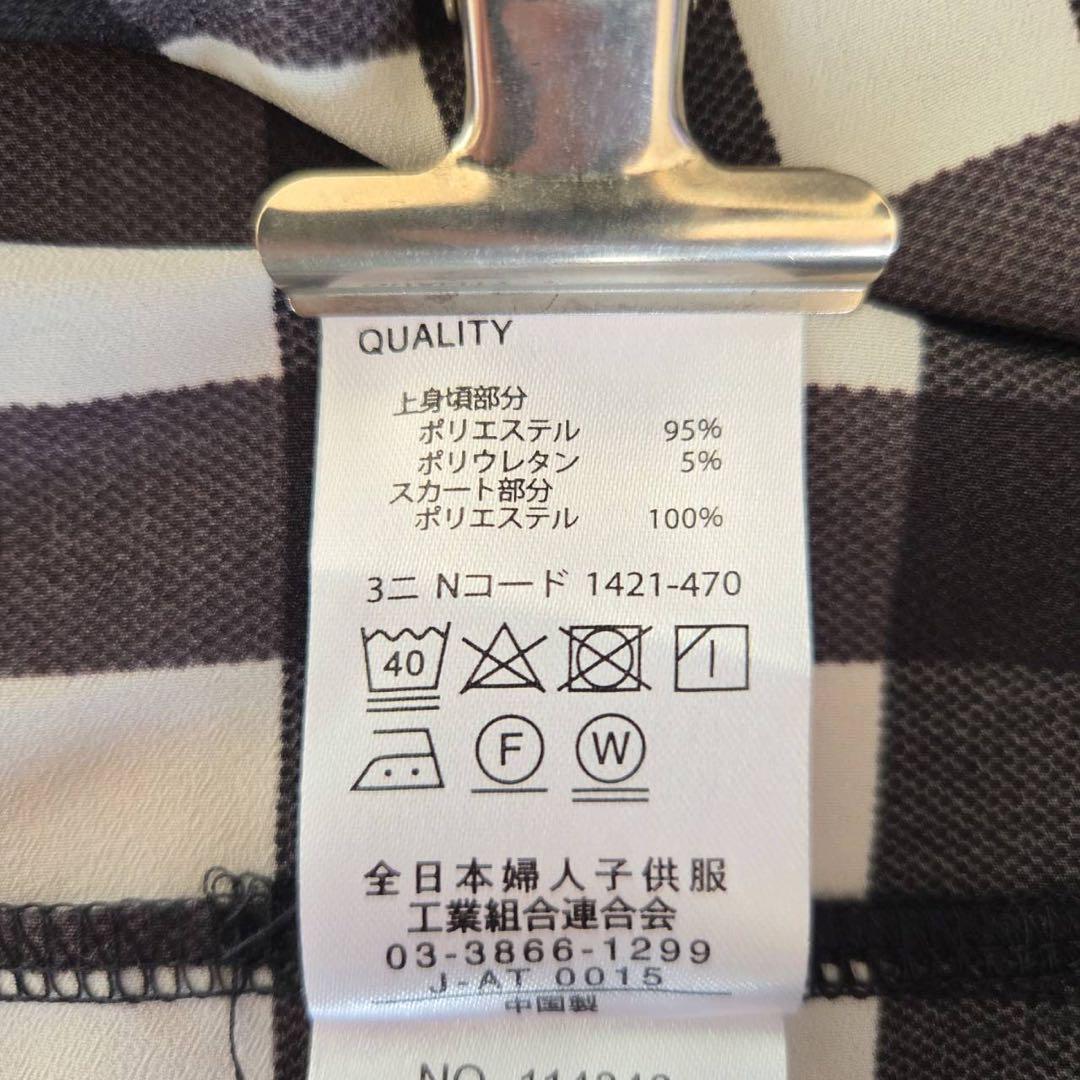 QUALITY
上身頃部分
ポリエステル 95%
ポリウレタン 5%
スカート部分
ポリエステル 100%
3ニ Nコード 1421-470
40
F W
全日本婦人子供服
工業組合連合会
03-3866-1299
J-AT 0015
中国製
NO